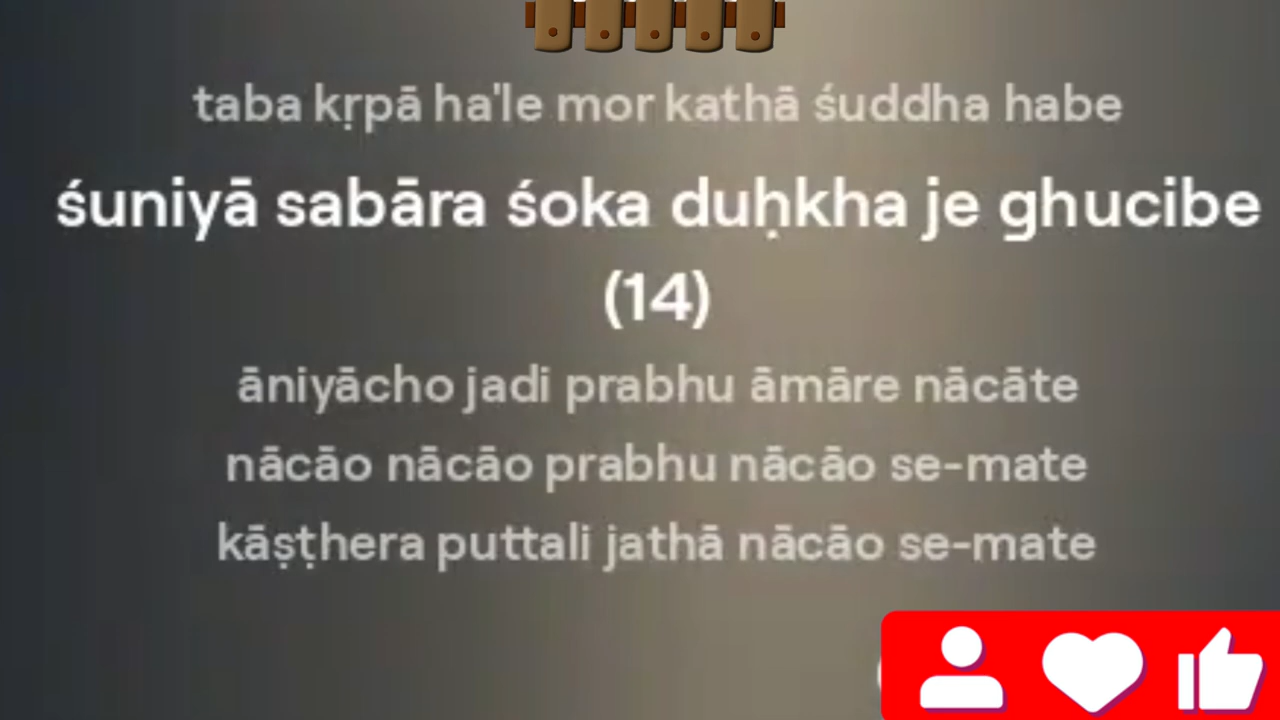 taba kṛpā ha'le mor kathā śuddha habe
śuniyā sabāra śoka duḥkha je ghucibe
(14)
āniyācho jadi prabhu āmāre nācāte
nācāo nācāo prabhu nācāo se-mate
kāṣṭhera puttali jathā nācāo se-mate